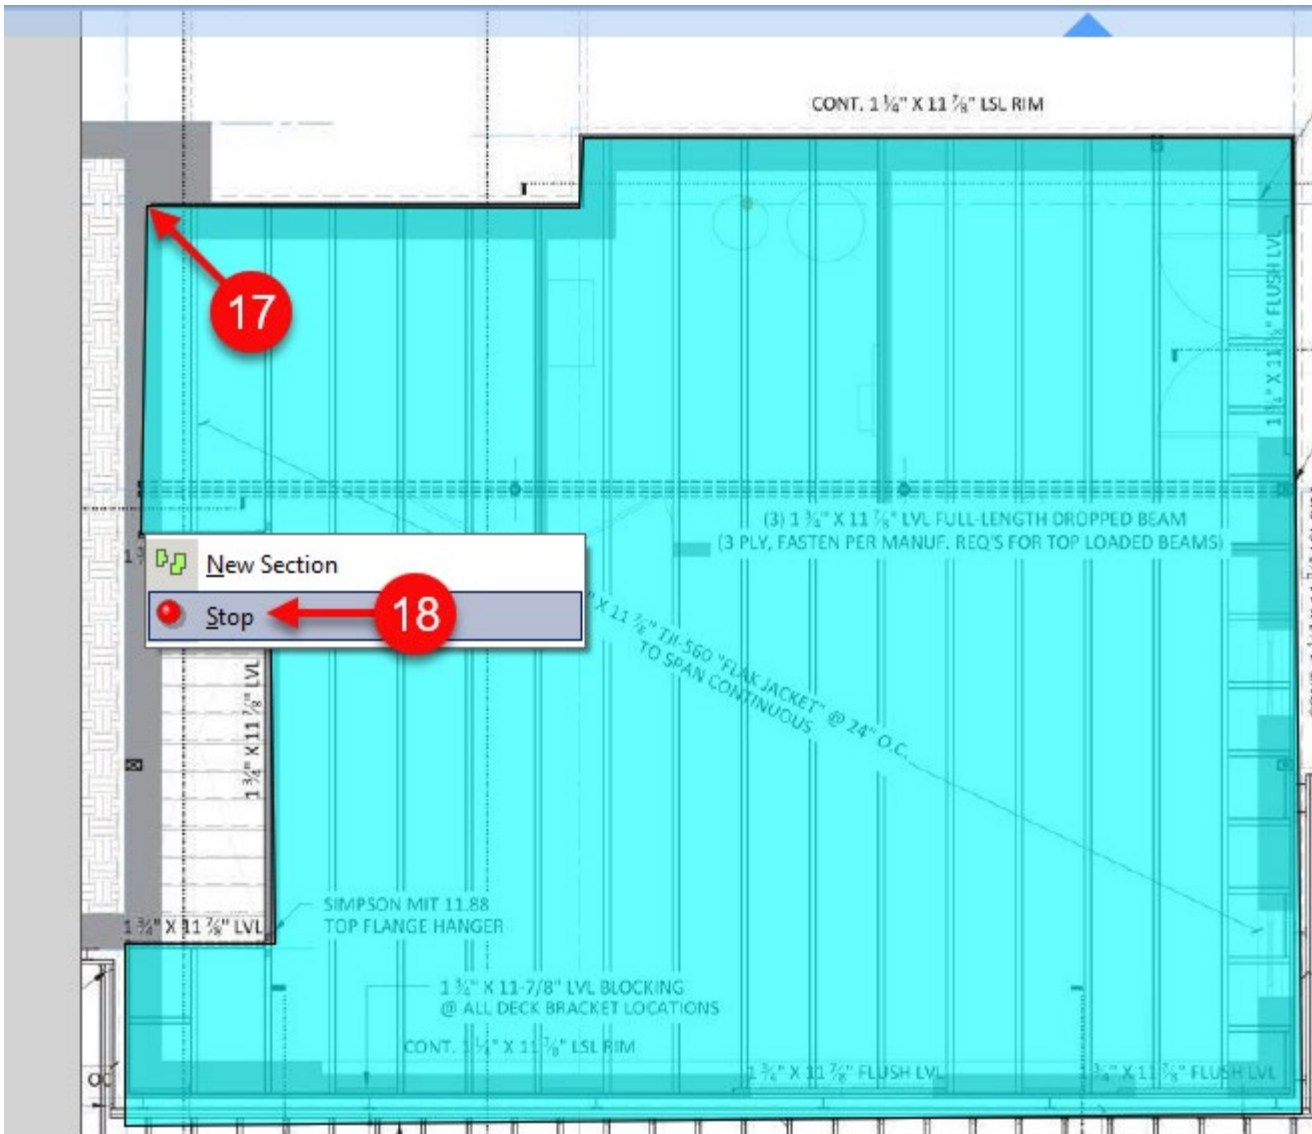 CONT. 1 ¼" X 11 ⅞" LSL RIM
17
1 ¾" X 11 ⅞" FLUSH LVL
(3) 1 ¾" X 11 ⅞" LVL FULL-LENGTH DROPPED BEAM
(3 PLY, FASTEN PER MANUF. REQ'S FOR TOP LOADED BEAMS)
New Section
Stop
18
" X 11 ⅞" TJI-560 "FLAK JACKET" @ 24" O.C.
TO SPAN CONTINUOUS
1 ¾" X 11 ⅞" LVL
SIMPSON MIT 11.88
TOP FLANGE HANGER
1 ¾" X 11 ⅞" LVL
1 ¾" X 11-7/8" LVL BLOCKING
@ ALL DECK BRACKET LOCATIONS
CONT. 1 ¼" X 11 ⅞" LSL RIM
1 ¾" X 11 ⅞" FLUSH LVL
1 ¾" X 11 ⅞" FLUSH LVL